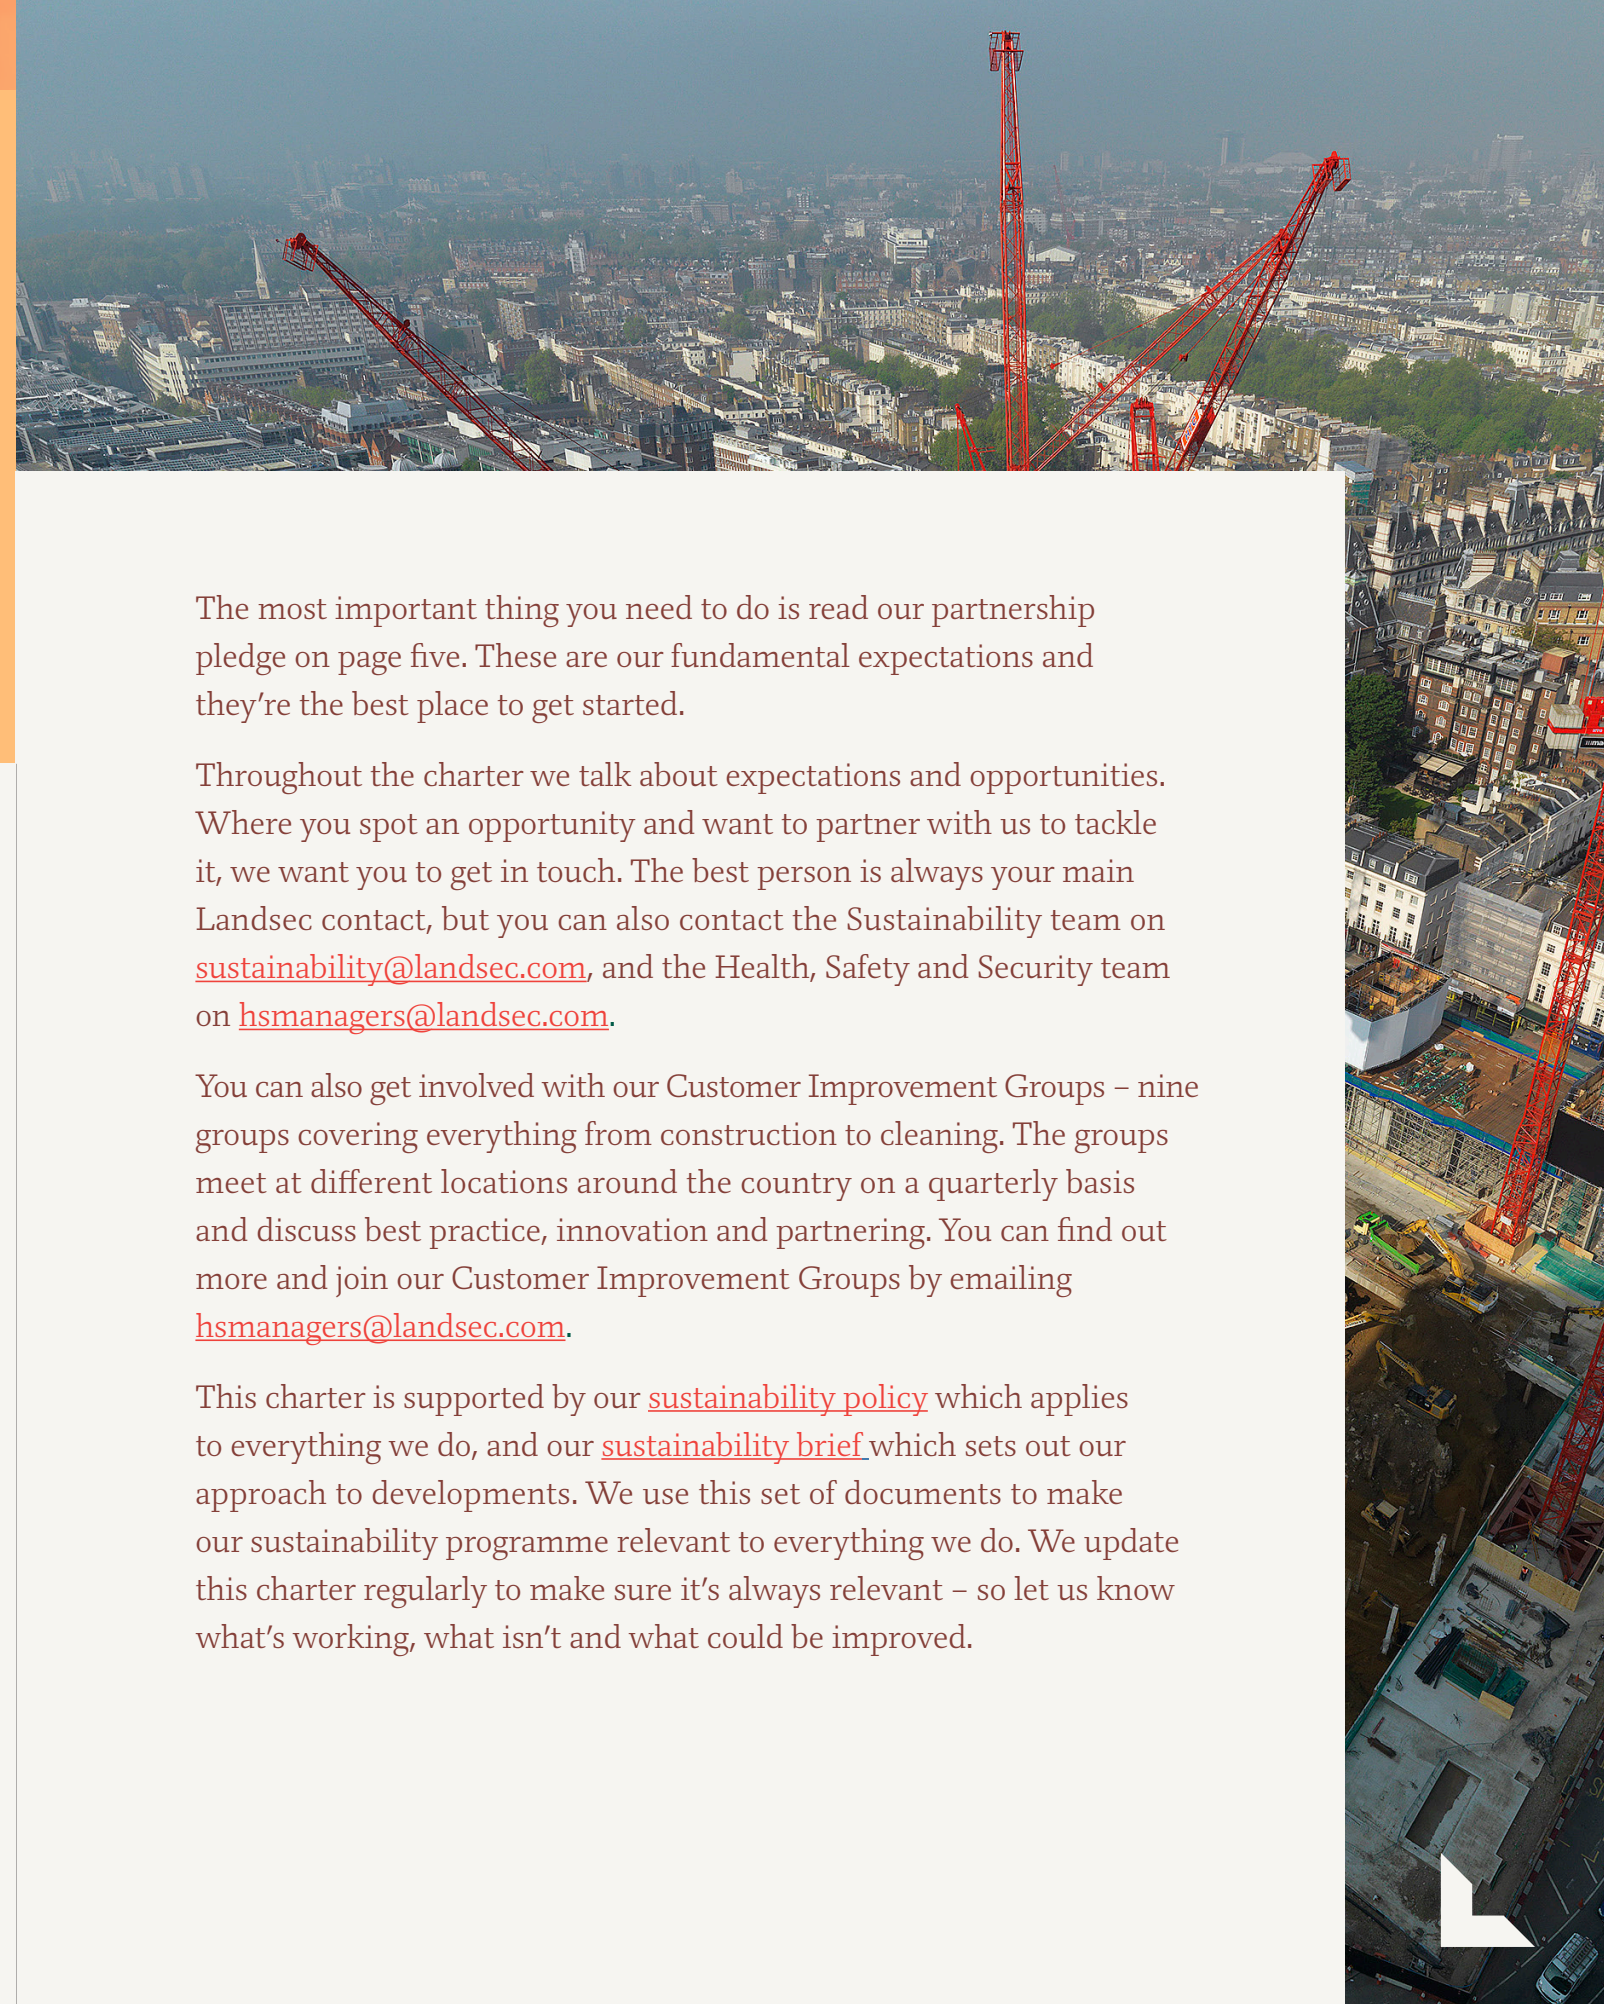 The most important thing you need to do is read our partnership
pledge on page five. These are our fundamental expectations and
they’re the best place to get started.
Throughout the charter we talk about expectations and opportunities.
Where you spot an opportunity and want to partner with us to tackle
it, we want you to get in touch. The best person is always your main
Landsec contact, but you can also contact the Sustainability team on
sustainability@landsec.com, and the Health, Safety and Security team
on hsmanagers@landsec.com.
You can also get involved with our Customer Improvement Groups – nine
groups covering everything from construction to cleaning. The groups
meet at different locations around the country on a quarterly basis
and discuss best practice, innovation and partnering. You can find out
more and join our Customer Improvement Groups by emailing
hsmanagers@landsec.com.
This charter is supported by our sustainability policy which applies
to everything we do, and our sustainability brief which sets out our
approach to developments. We use this set of documents to make
our sustainability programme relevant to everything we do. We update
this charter regularly to make sure it’s always relevant – so let us know
what’s working, what isn’t and what could be improved.